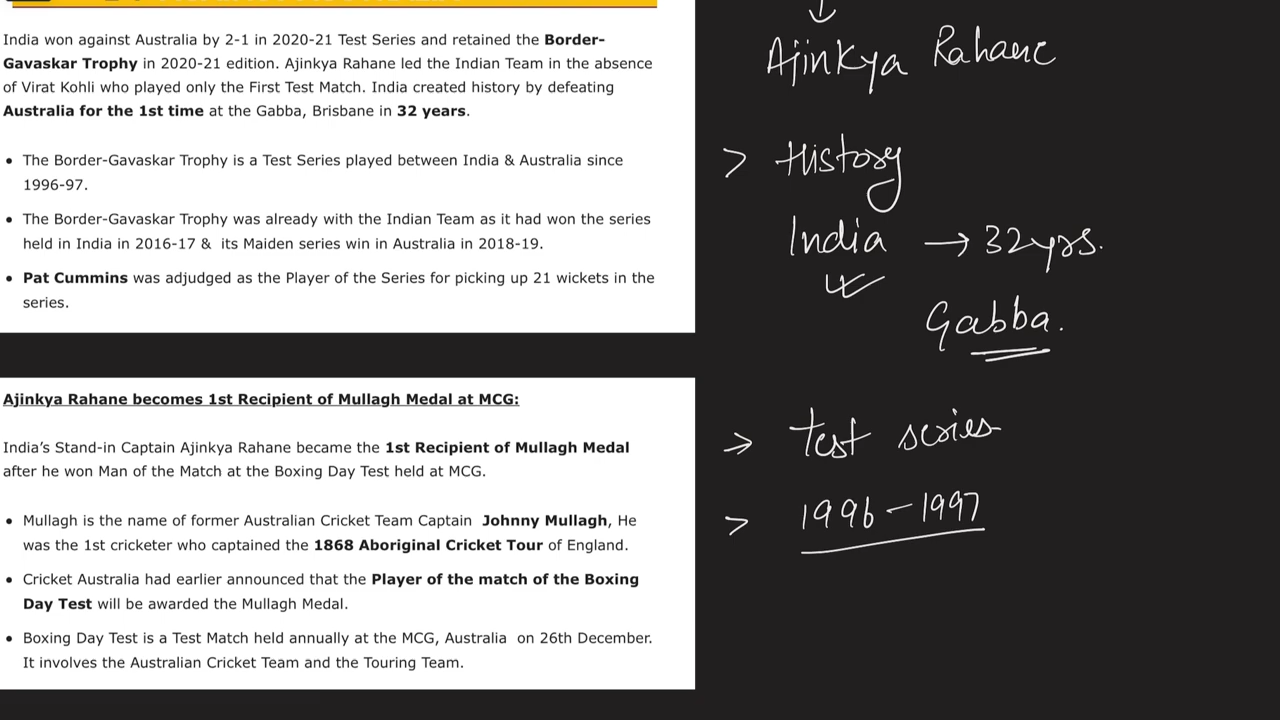 India won against Australia by 2-1 in 2020-21 Test Series and retained the Border-
Gavaskar Trophy in 2020-21 edition. Ajinkya Rahane led the Indian Team in the absence
of Virat Kohli who played only the First Test Match. India created history by defeating
Australia for the 1st time at the Gabba, Brisbane in 32 years.
• The Border-Gavaskar Trophy is a Test Series played between India & Australia since
1996-97.
• The Border-Gavaskar Trophy was already with the Indian Team as it had won the series
held in India in 2016-17 & its Maiden series win in Australia in 2018-19.
• Pat Cummins was adjudged as the Player of the Series for picking up 21 wickets in the
series.
Ajinkya Rahane becomes 1st Recipient of Mullagh Medal at MCG:
India's Stand-in Captain Ajinkya Rahane became the 1st Recipient of Mullagh Medal
after he won Man of the Match at the Boxing Day Test held at MCG.
• Mullagh is the name of former Australian Cricket Team Captain Johnny Mullagh, He
was the 1st cricketer who captained the 1868 Aboriginal Cricket Tour of England.
• Cricket Australia had earlier announced that the Player of the match of the Boxing
Day Test will be awarded the Mullagh Medal.
• Boxing Day Test is a Test Match held annually at the MCG, Australia on 26th December.
It involves the Australian Cricket Team and the Touring Team.
Ajinkya Rahane
> History
India → 32 yrs.
Gabba.
→ Test series
> 1996-1997